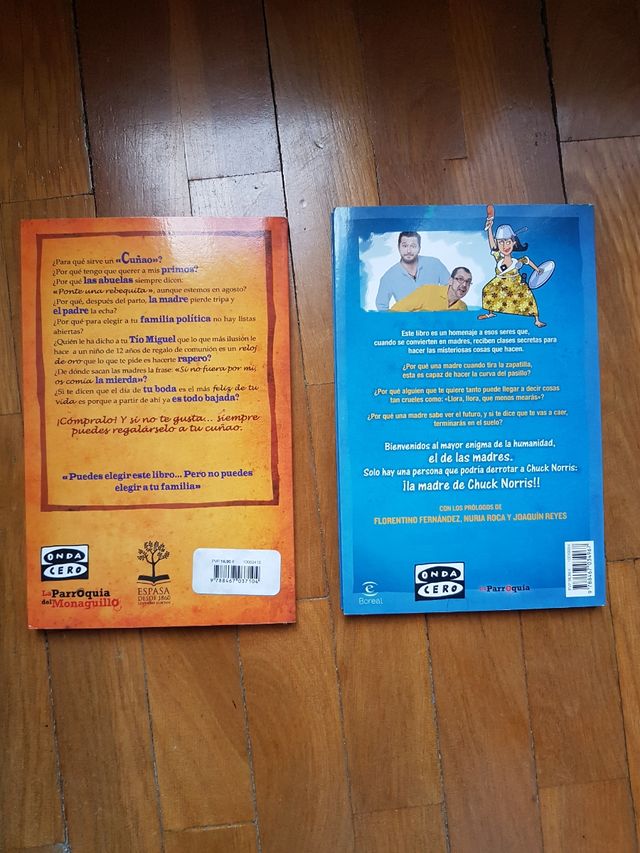 ¿Para qué sirve un «Cuñao»?
¿Por qué tengo que querer a mis primos?
¿Por qué las abuelas siempre dicen:
«Ponte una rebequita», aunque estemos en agosto?
¿Por qué, después del parto, la madre pierde tripa y
el padre la echa?
¿Por qué para elegir a tu familia política no hay listas
abiertas?
¿Quién le ha dicho a tu Tío Miguel que lo que más ilusión le
hace a un niño de 12 años de regalo de comunión es un reloj
de oro que lo que te pide es hacerte rapero?
¿De dónde sacan las madres la frase: «Si no fuera por mí,
os comía la mierda»?
¿Si te dicen que el día de tu boda es el más feliz de tu
vida es porque a partir de ahí ya es todo bajada?
¡Cómpralo! Y si no te gusta... siempre
puedes regalárselo a tu cuñao.
«Puedes elegir este libro... Pero no puedes
elegir a tu familia»
ONDA
CERO
La Parroquia
del Monaguillo
ESPASA
DESDE 1860
PVP 16,90 € 10002412
9 788467 037104
Este libro es un homenaje a esos seres que,
cuando se convierten en madres, reciben clases secretas para
hacer las misteriosas cosas que hacen.
¿Por qué una madre cuando tira la zapatilla,
esta es capaz de hacer la curva del pasillo?
¿Por qué alguien que te quiere tanto puede llegar a decir cosas
tan crueles como: «Llora, llora, que menos mearás»?
¿Por qué una madre sabe ver el futuro, y si te dice que te vas a caer,
terminarás en el suelo?
Bienvenidos al mayor enigma de la humanidad,
el de las madres.
Solo hay una persona que podría derrotar a Chuck Norris:
¡la madre de Chuck Norris!!
CON LOS PRÓLOGOS DE
FLORENTINO FERNÁNDEZ, NURIA ROCA Y JOAQUÍN REYES
Boreal
ONDA
CERO
La Parroquia
9 788467 034967